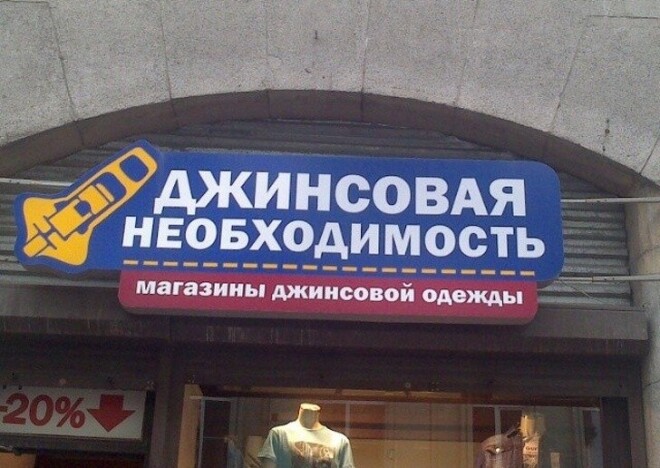 ДЖИНСОВАЯ
НЕОБХОДИМОСТЬ
магазины джинсовой одежды
-20%